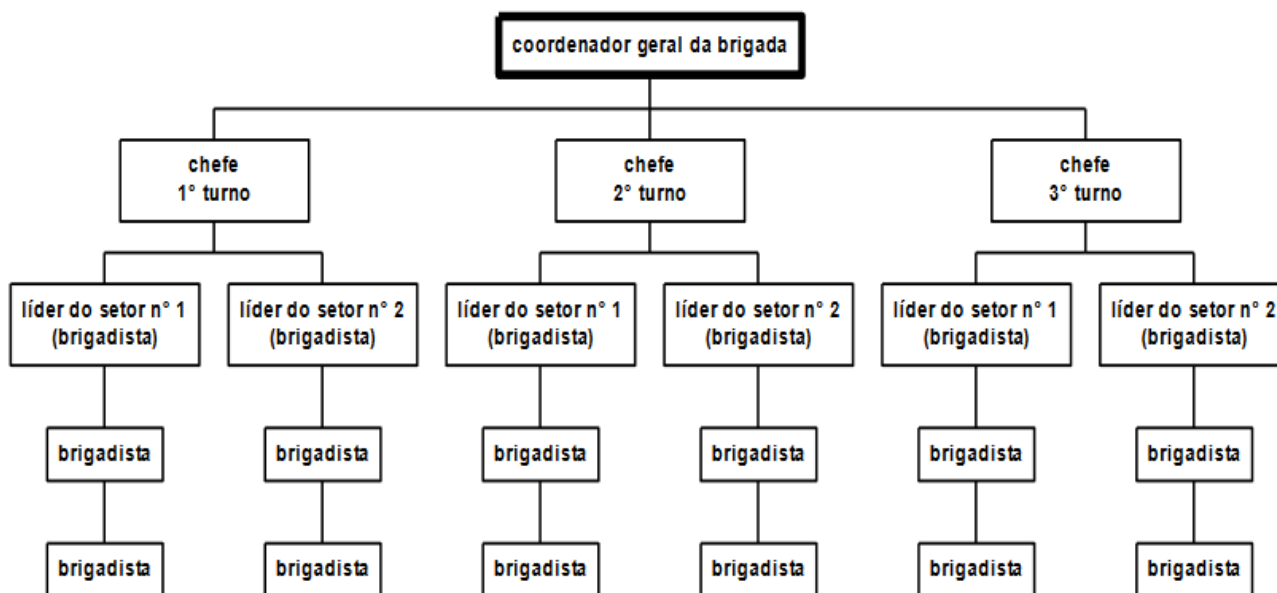 coordenador geral da brigada
chefe
1° turno
chefe
2° turno
chefe
3° turno
líder do setor n° 1
(brigadista)
líder do setor n° 2
(brigadista)
líder do setor n° 1
(brigadista)
líder do setor n° 2
(brigadista)
líder do setor n° 1
(brigadista)
líder do setor n° 2
(brigadista)
brigadista
brigadista
brigadista
brigadista
brigadista
brigadista
brigadista
brigadista
brigadista
brigadista
brigadista
brigadista